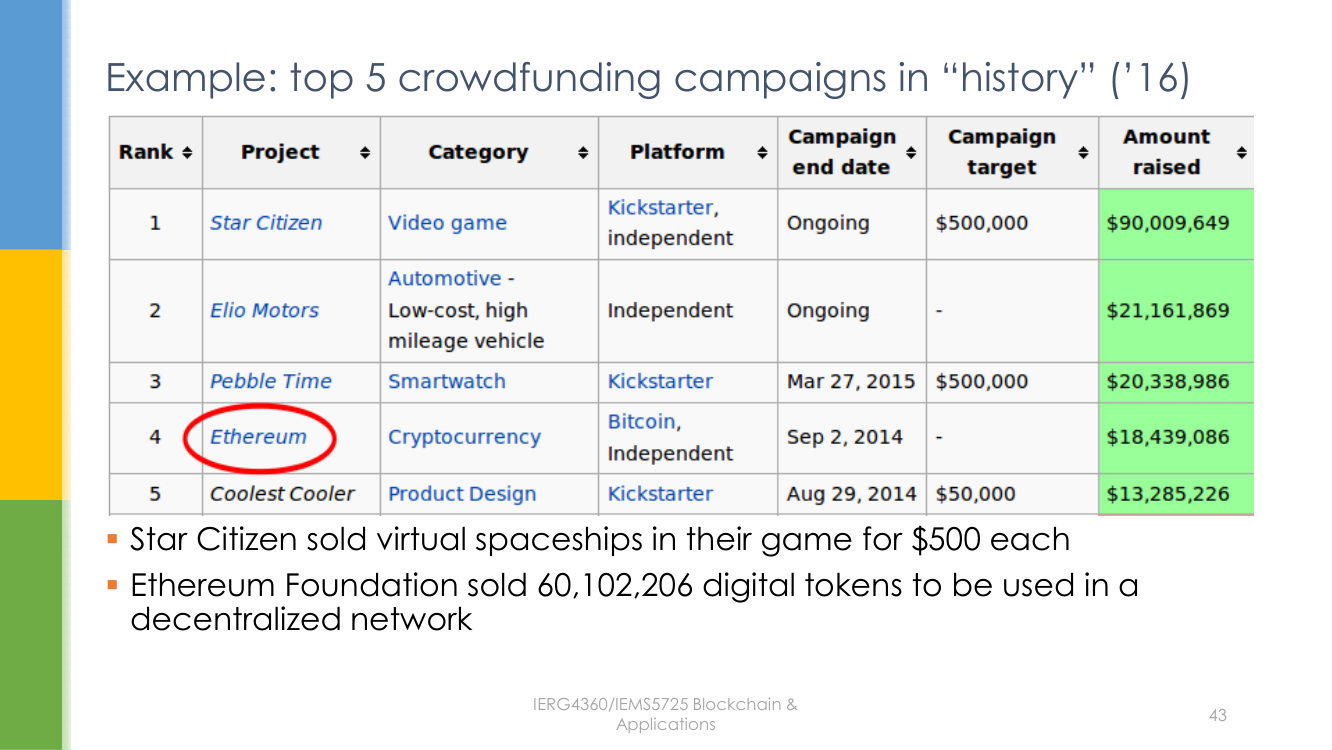 Example: top 5 crowdfunding campaigns in “history” (’16)
Rank Project Category Platform Campaign end date Campaign target Amount raised
1 Star Citizen Video game Kickstarter, independent Ongoing $500,000 $90,009,649
2 Elio Motors Automotive - Low-cost, high mileage vehicle Independent Ongoing - $21,161,869
3 Pebble Time Smartwatch Kickstarter Mar 27, 2015 $500,000 $20,338,986
4 Ethereum Cryptocurrency Bitcoin, Independent Sep 2, 2014 - $18,439,086
5 Coolest Cooler Product Design Kickstarter Aug 29, 2014 $50,000 $13,285,226
Star Citizen sold virtual spaceships in their game for $500 each
Ethereum Foundation sold 60,102,206 digital tokens to be used in a
decentralized network
IERG4360/IEMS5725 Blockchain &
Applications
43